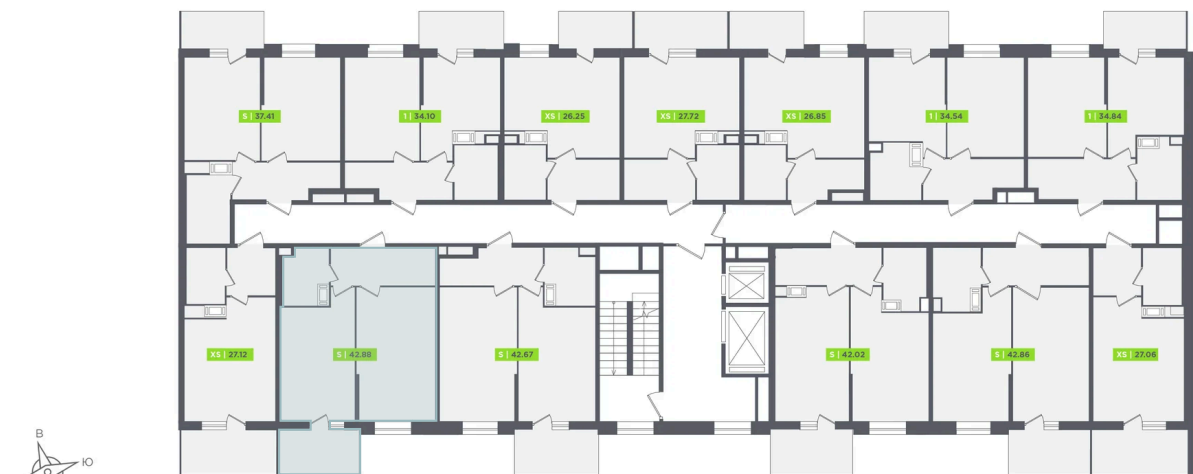 S | 37.41
1 | 34.10
XS | 26.25
XS | 27.72
XS | 26.85
1 | 34.54
1 | 34.84
XS | 27.12
S | 42.88
S | 42.67
S | 42.02
S | 42.86
XS | 27.06
В
Ю